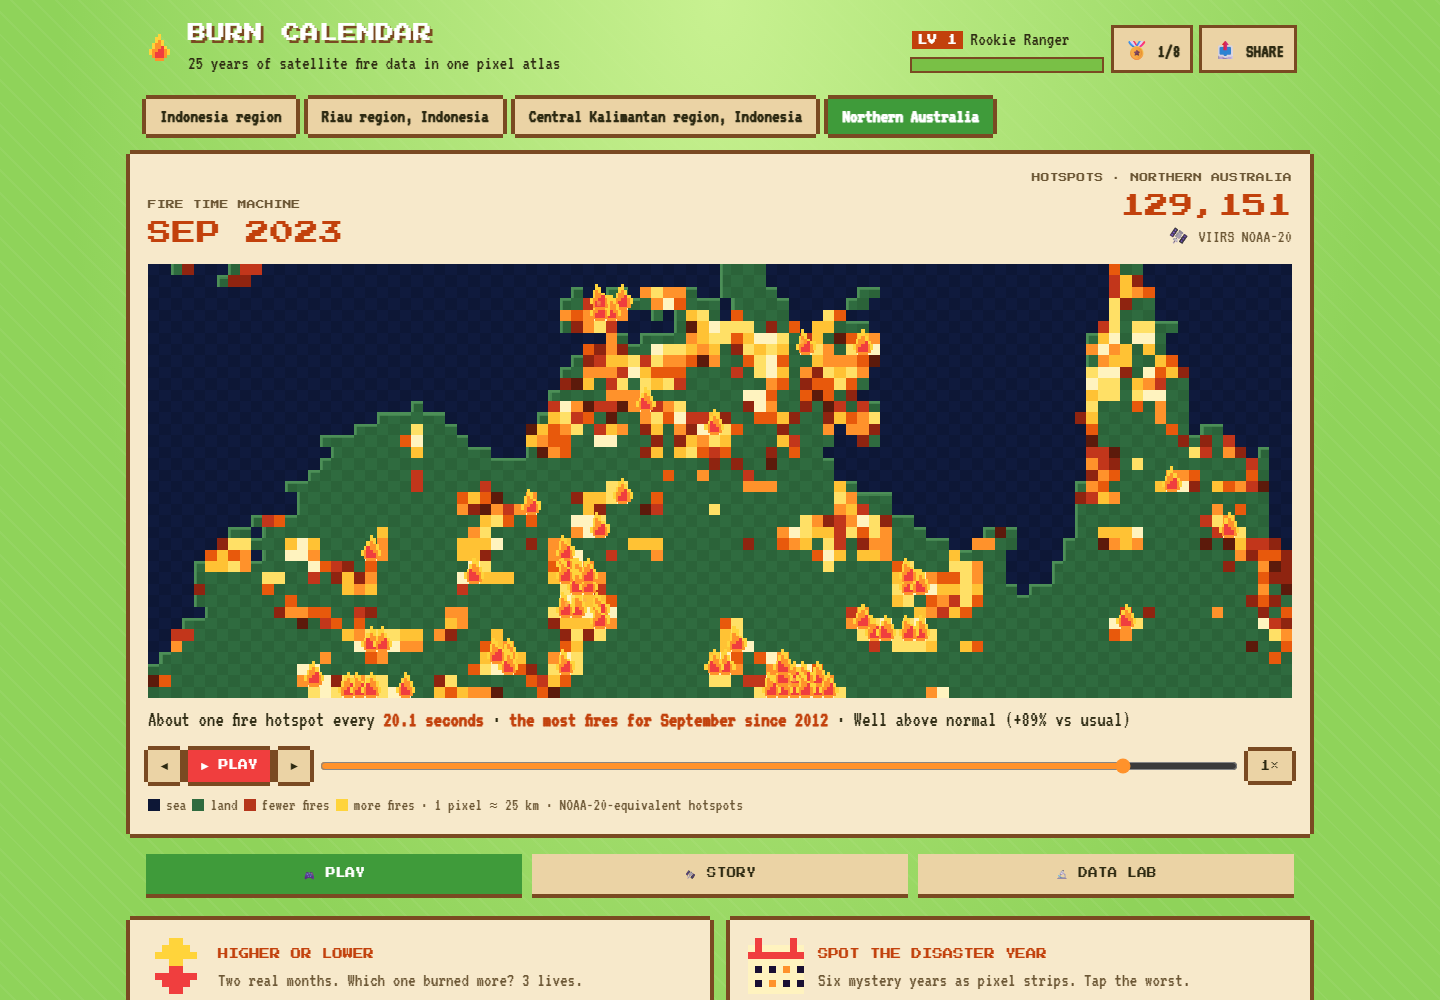 BURN CALENDAR
25 years of satellite fire data in one pixel atlas
LV 1 Rookie Ranger
1/8
SHARE
Indonesia region
Riau region, Indonesia
Central Kalimantan region, Indonesia
Northern Australia
FIRE TIME MACHINE
SEP 2023
HOTSPOTS · NORTHERN AUSTRALIA
129,151
VIIRS NOAA-20
About one fire hotspot every 20.1 seconds · the most fires for September since 2012 · Well above normal (+89% vs usual)
◄ ► PLAY ► 1×
sea land fewer fires more fires · 1 pixel ≈ 25 km · NOAA-20-equivalent hotspots
PLAY
STORY
DATA LAB
HIGHER OR LOWER
Two real months. Which one burned more? 3 lives.
SPOT THE DISASTER YEAR
Six mystery years as pixel strips. Tap the worst.